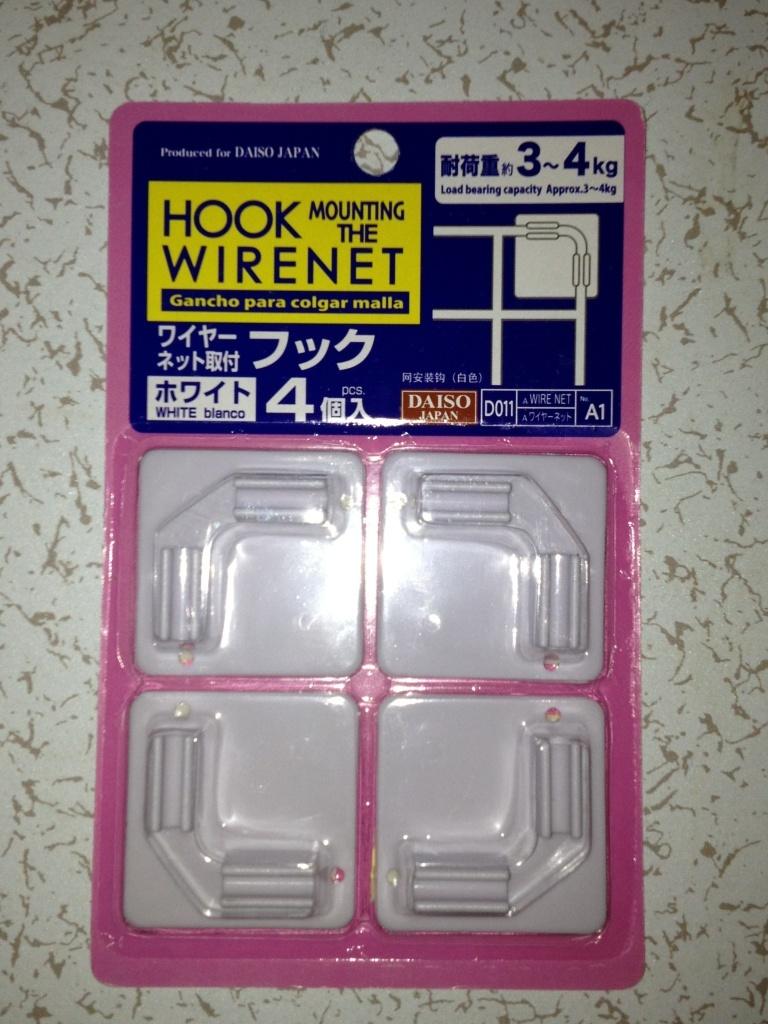 Produced for DAISO JAPAN
耐荷重約3~4kg
Load bearing capacity Approx.3~4kg
HOOK MOUNTING THE
WIRENET
Gancho para colgar malla
ワイヤーネット取付 フック
网安装钩（白色）
ホワイト
WHITE blanco
4個入 pcs.
DAISO JAPAN
D011
A WIRE NET
A ワイヤーネット
No. A1